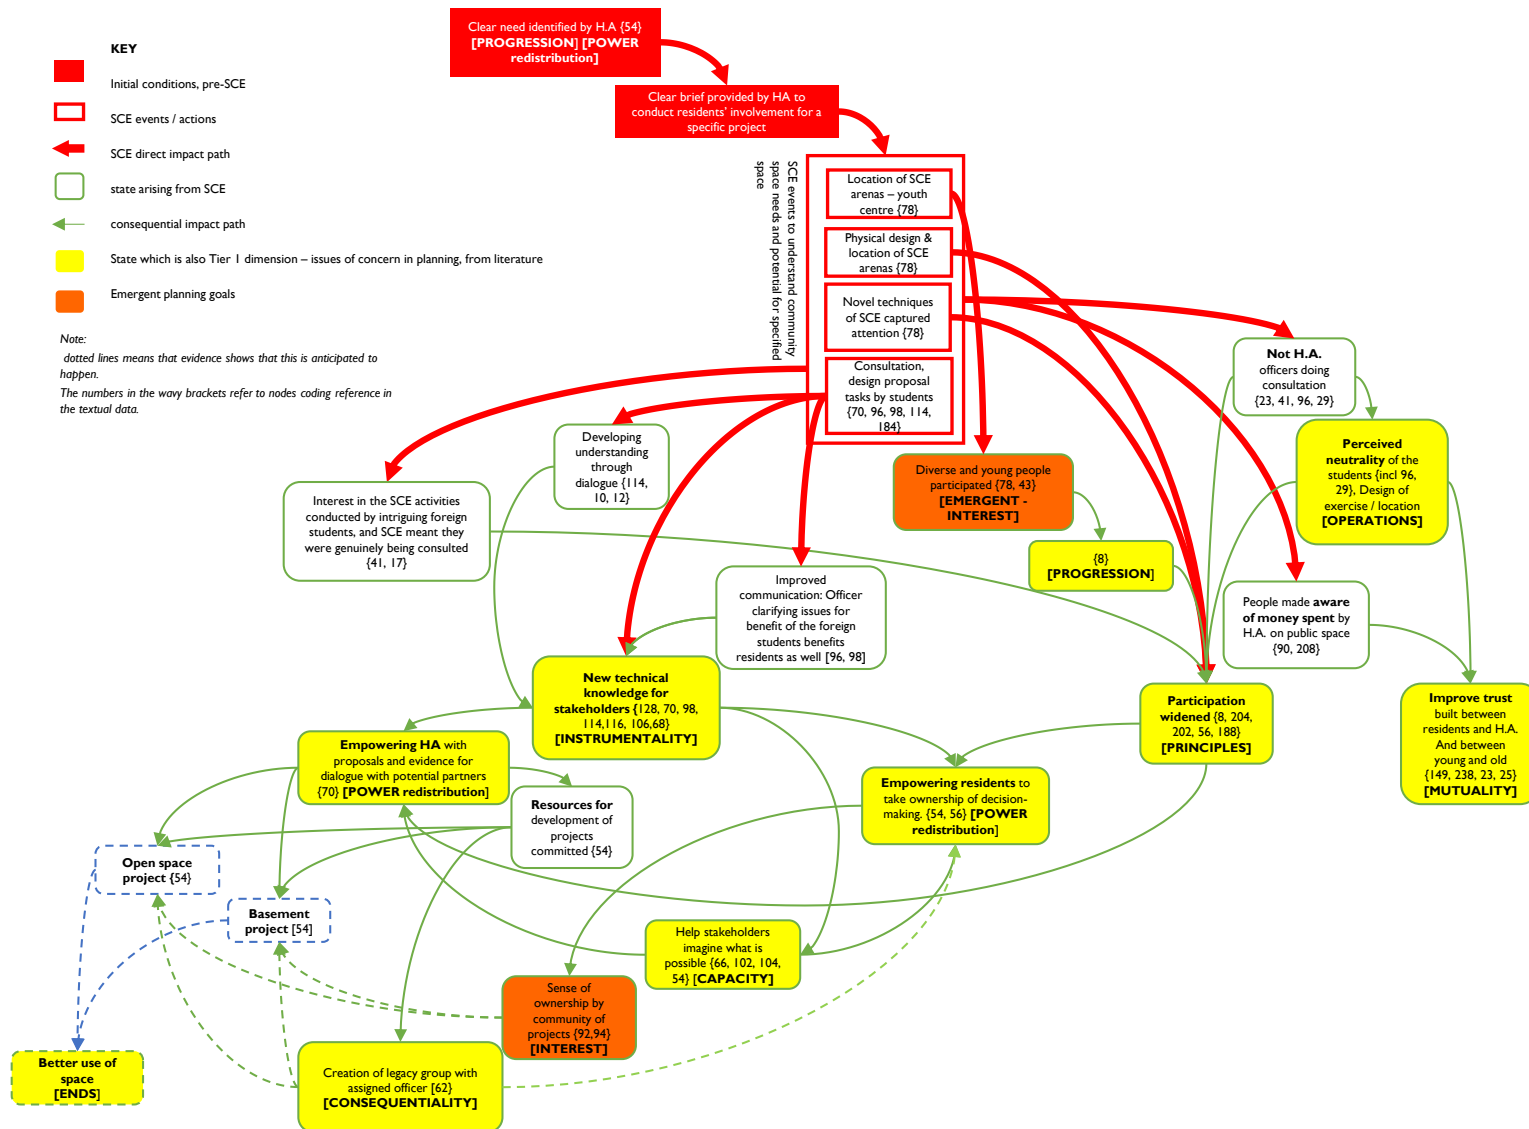 KEY
Initial conditions, pre-SCE
SCE events / actions
SCE direct impact path
state arising from SCE
consequential impact path
State which is also Tier 1 dimension – issues of concern in planning, from literature
Emergent planning goals
Note:
dotted lines means that evidence shows that this is anticipated to
happen.
The numbers in the wavy brackets refer to nodes coding reference in
the textual data.
Clear need identified by H.A {54}
[PROGRESSION] [POWER
redistribution]
Clear brief provided by HA to
conduct residents' involvement for a
specific project
SCE events to understand community
space needs and potential for specified
space
Location of SCE
arenas – youth
centre {78}
Physical design &
location of SCE
arenas {78}
Novel techniques
of SCE captured
attention {78}
Consultation,
design proposal
tasks by students
{70, 96, 98, 114,
184}
Not H.A.
officers doing
consultation
{23, 41, 96, 29}
Perceived
neutrality of the
students {incl 96,
29}, Design of
exercise / location
[OPERATIONS]
Developing
understanding
through
dialogue {114,
10, 12}
Interest in the SCE activities
conducted by intriguing foreign
students, and SCE meant they
were genuinely being consulted
{41, 17}
Diverse and young people
participated {78, 43}
[EMERGENT -
INTEREST]
{8}
[PROGRESSION]
Improved
communication: Officer
clarifying issues for
benefit of the foreign
students benefits
residents as well [96, 98]
People made aware
of money spent by
H.A. on public space
{90, 208}
New technical
knowledge for
stakeholders {128, 70, 98,
114,116, 106,68}
[INSTRUMENTALITY]
Participation
widened {8, 204,
202, 56, 188}
[PRINCIPLES]
Improve trust
built between
residents and H.A.
And between
young and old
{149, 238, 23, 25}
[MUTUALITY]
Empowering HA with
proposals and evidence for
dialogue with potential partners
{70} [POWER redistribution]
Resources for
development of
projects
committed {54}
Empowering residents to
take ownership of decision-
making. {54, 56} [POWER
redistribution]
Open space
project {54}
Basement
project [54]
Help stakeholders
imagine what is
possible {66, 102, 104,
54} [CAPACITY]
Sense of
ownership by
community of
projects {92,94}
[INTEREST]
Better use of
space
[ENDS]
Creation of legacy group with
assigned officer [62}
[CONSEQUENTIALITY]